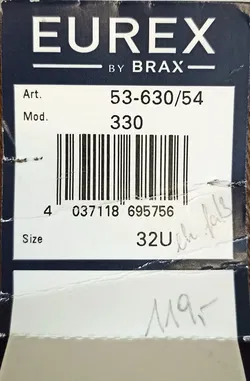 EUREX
BY BRAX
Art. 53-630/54
Mod. 330
4 037118 695756
Size 32U
119,-